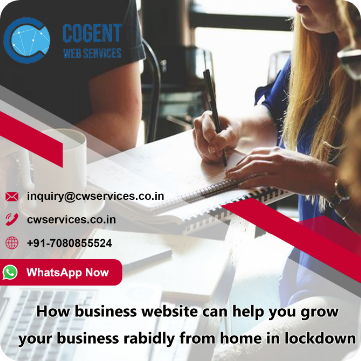 COGENT
WEB SERVICES
inquiry@cwservices.co.in
cwservices.co.in
+91-7080855524
WhatsApp Now
How business website can help you grow
your business rabidly from home in lockdown